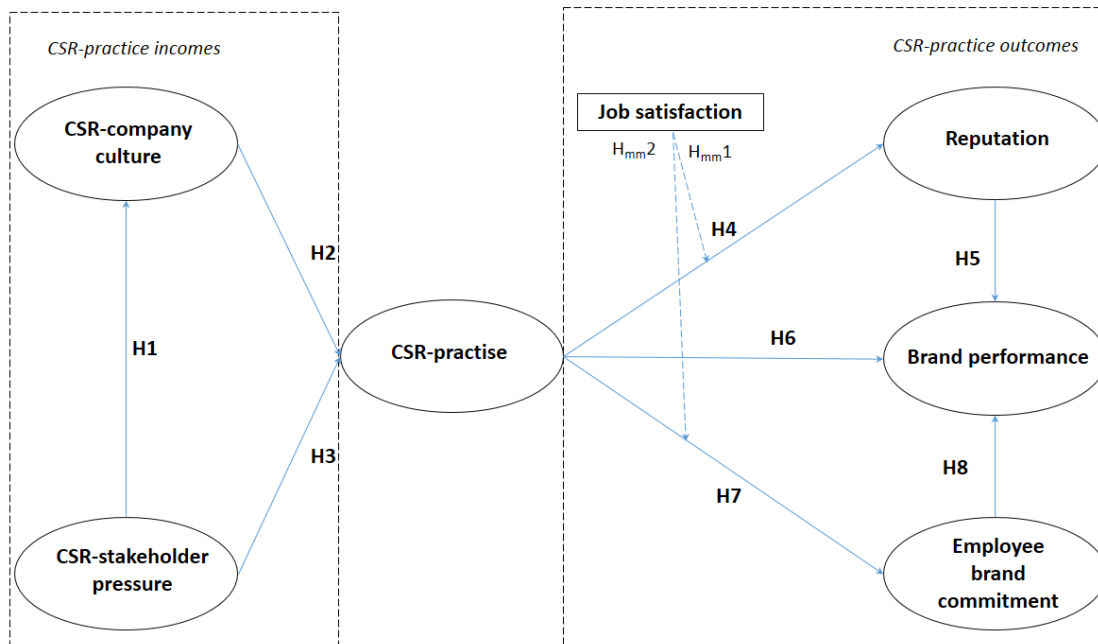 CSR-practice incomes
CSR-practice outcomes
CSR-company
culture
Job satisfaction
Hmm2
Hmm1
Reputation
H4
H2
H5
H1
CSR-practise
H6
Brand performance
H3
H7
H8
CSR-stakeholder
pressure
Employee
brand
commitment